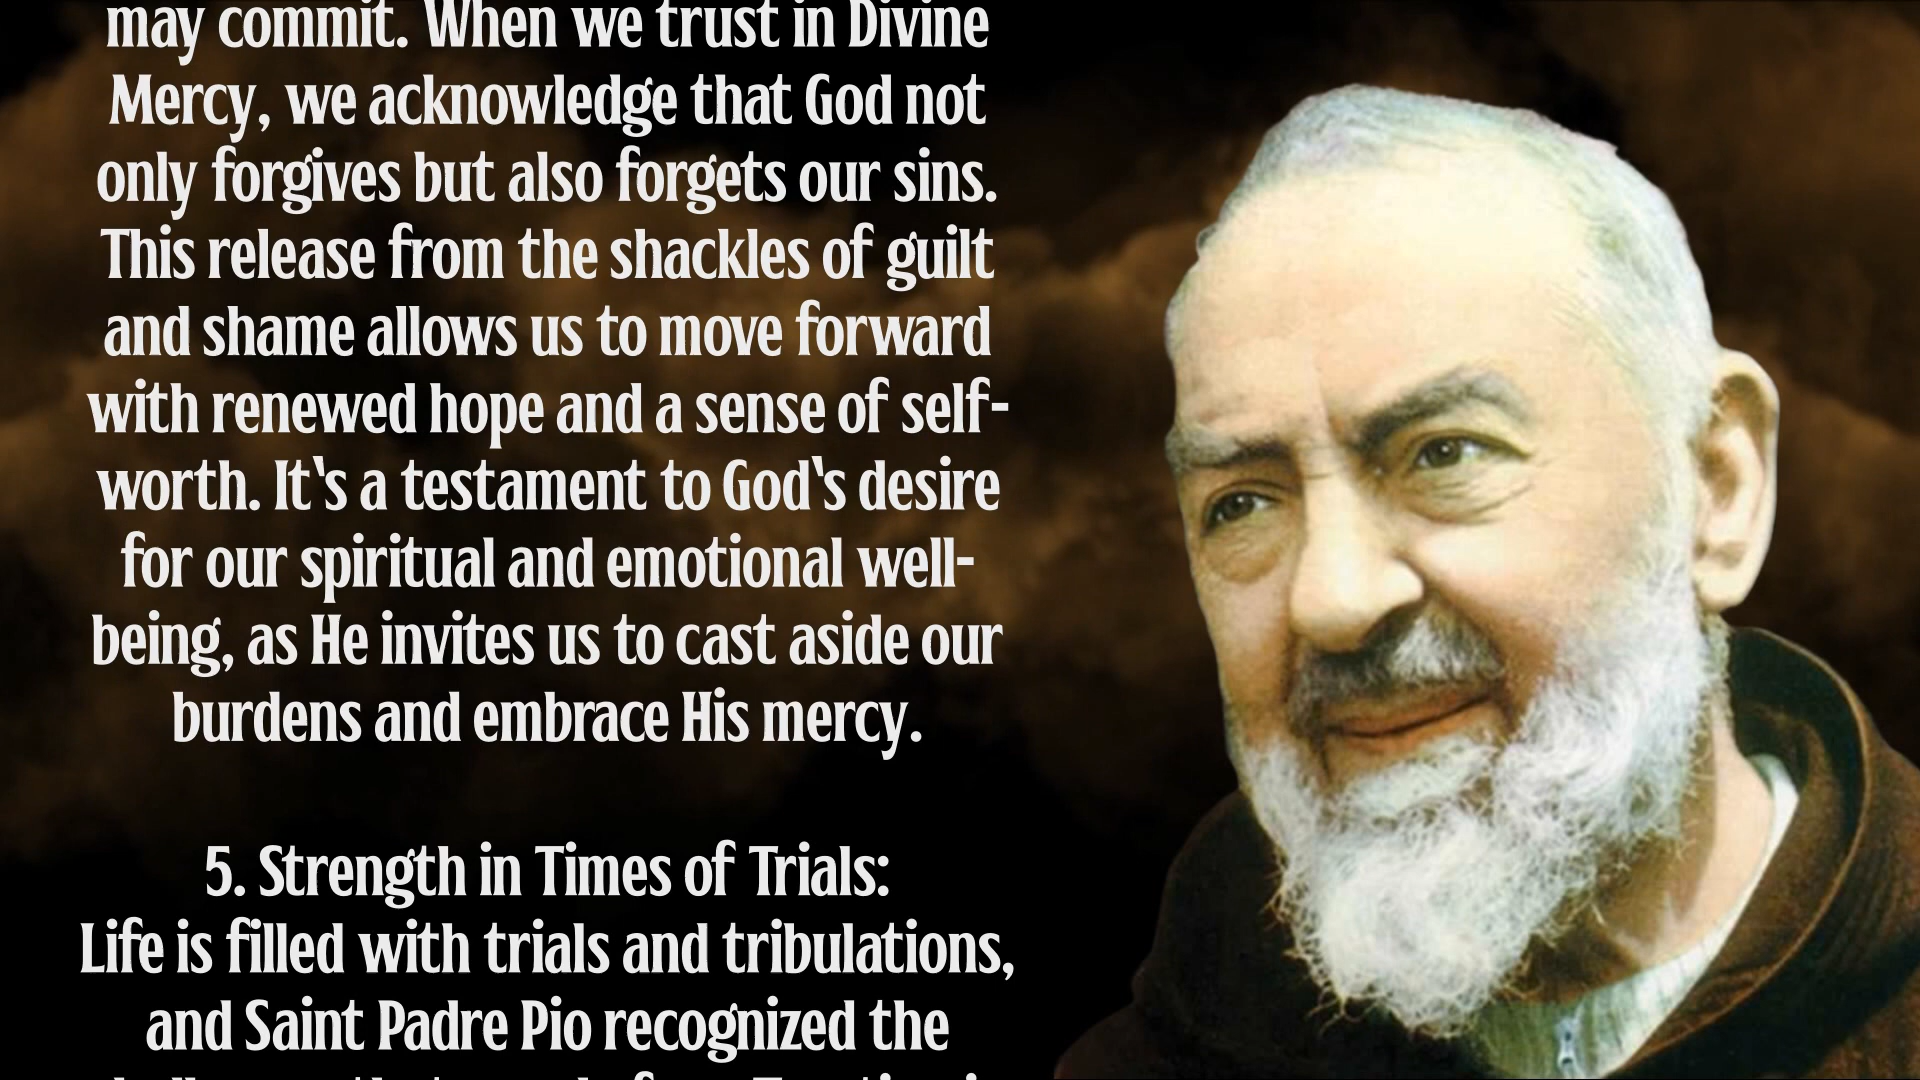 may commit. When we trust in Divine
Mercy, we acknowledge that God not
only forgives but also forgets our sins.
This release from the shackles of guilt
and shame allows us to move forward
with renewed hope and a sense of self-
worth. It's a testament to God's desire
for our spiritual and emotional well-
being, as He invites us to cast aside our
burdens and embrace His mercy.
5. Strength in Times of Trials:
Life is filled with trials and tribulations,
and Saint Padre Pio recognized the